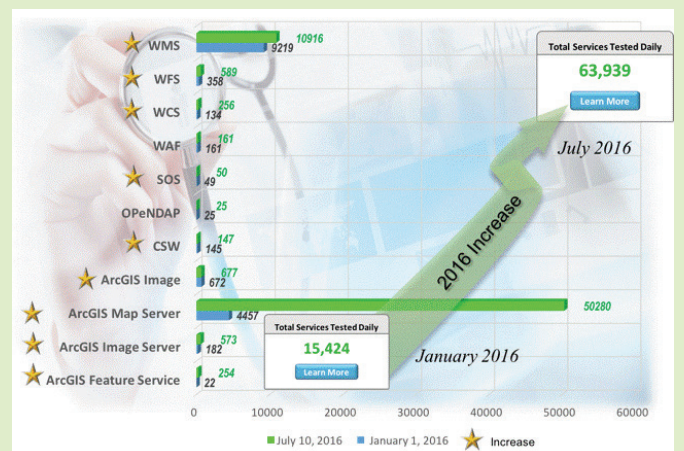 WMS 10916
9219
Total Services Tested Daily
63,939
Learn More
July 2016
WFS 589
358
WCS 256
134
WAF 161
161
SOS 50
49
OPeNDAP 25
25
CSW 147
145
2016 Increase
ArcGIS Image 677
672
ArcGIS Map Server 50280
4457
Total Services Tested Daily
15,424
Learn More
January 2016
ArcGIS Image Server 573
182
ArcGIS Feature Service 254
22
0 10000 20000 30000 40000 50000 60000
July 10, 2016 January 1, 2016 Increase